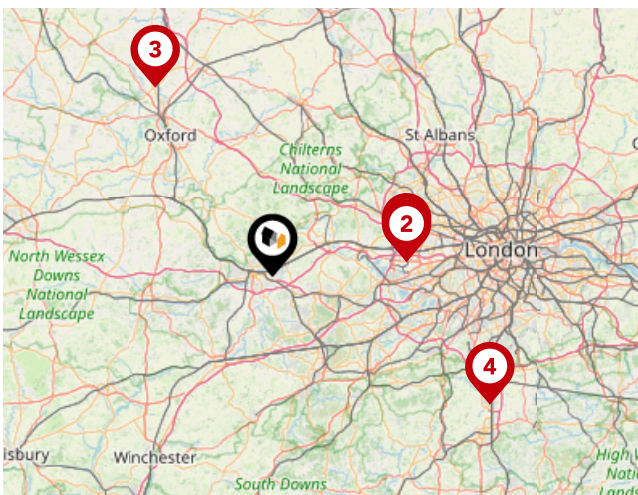 3
Oxford
St Albans
Chilterns
National
Landscape
2
London
North Wessex
Downs
National
Landscape
4
isbury
Winchester
South Downs
High
Nati